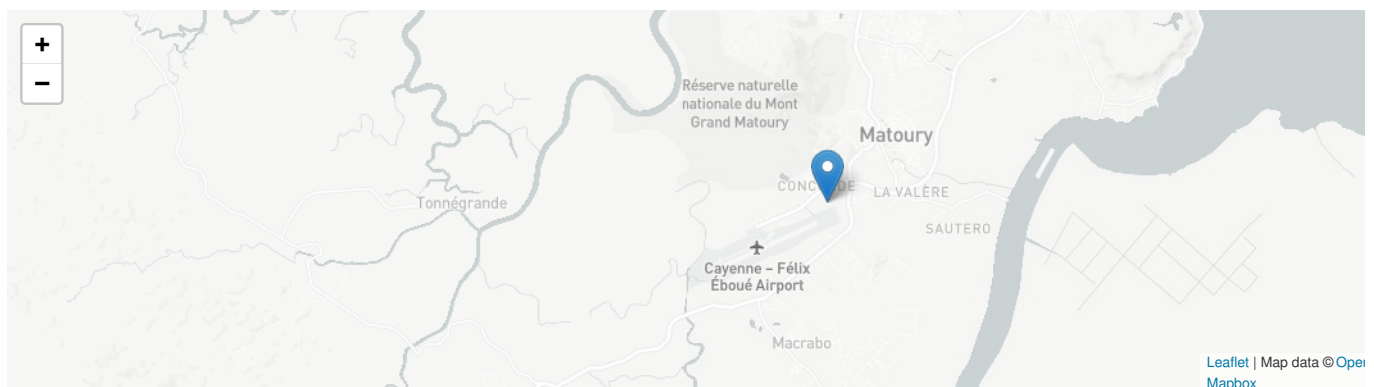 +
−
Réserve naturelle
nationale du Mont
Grand Matoury
Matoury
LA VALÈRE
Tonnégrande
SAUTERO
Cayenne – Félix
Éboué Airport
Macrabo
Leaflet | Map data ©
Mapbox